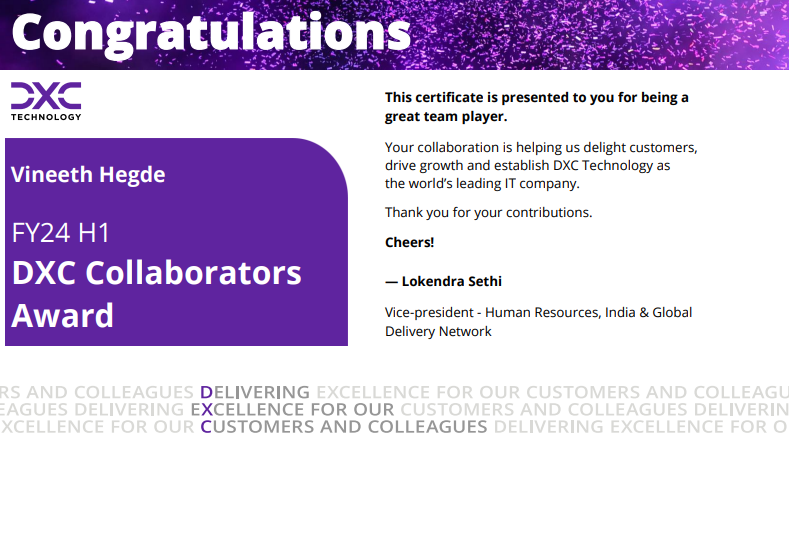 Congratulations
DXC
TECHNOLOGY
Vineeth Hegde
FY24 H1
DXC Collaborators
Award
This certificate is presented to you for being a
great team player.
Your collaboration is helping us delight customers,
drive growth and establish DXC Technology as
the world’s leading IT company.
Thank you for your contributions.
Cheers!
— Lokendra Sethi
Vice-president - Human Resources, India & Global
Delivery Network
RS AND COLLEAGUES DELIVERING EXCELLENCE FOR OUR CUSTOMERS AND COLLEAGU
EAGUES DELIVERING EXCELLENCE FOR OUR CUSTOMERS AND COLLEAGUES DELIVERIN
XCELLENCE FOR OUR CUSTOMERS AND COLLEAGUES DELIVERING EXCELLENCE FOR O